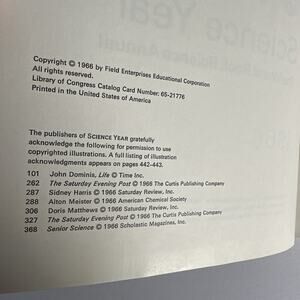 Science Year
Copyright © 1966 by Field Enterprises Educational Corporation
All rights reserved.
Library of Congress Catalog Card Number: 65-21776
Printed in the United States of America
The publishers of SCIENCE YEAR gratefully
acknowledge the following for permission to use
copyrighted illustrations. A full listing of illustration
acknowledgments appears on pages 442-443.
101 John Dominis, Life © Time Inc.
262 The Saturday Evening Post © 1966 The Curtis Publishing Company
287 Sidney Harris © 1966 Saturday Review, Inc.
288 Alton Meister © 1966 American Chemical Society
306 Doris Matthews © 1966 Saturday Review, Inc.
327 The Saturday Evening Post © 1966 The Curtis Publishing Company
368 Senior Science © 1966 Scholastic Magazines, Inc.